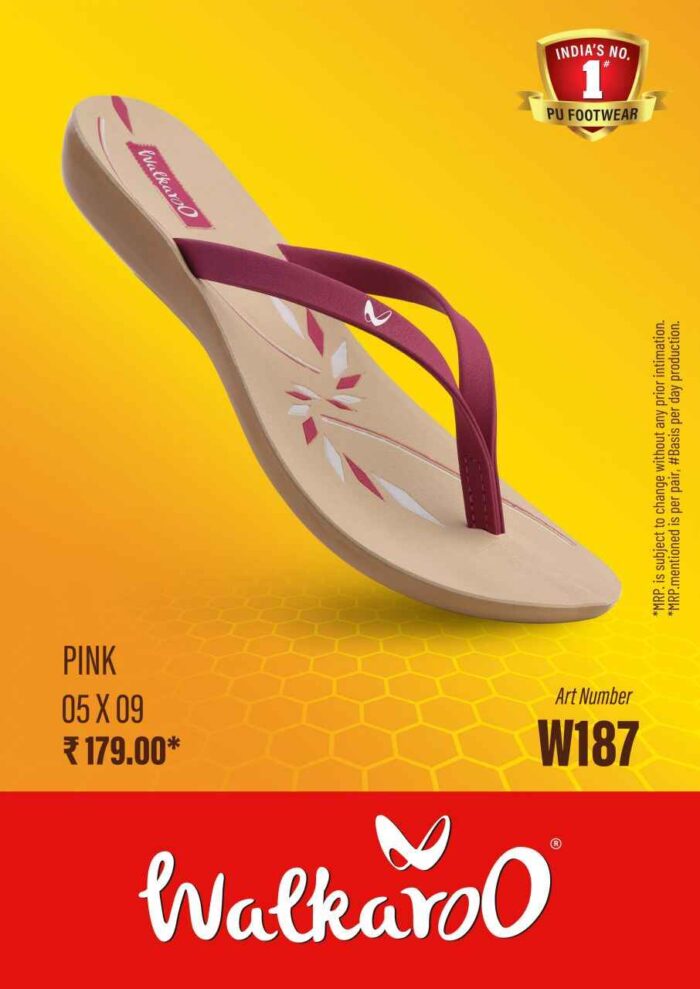 INDIA'S NO.
1#
PU FOOTWEAR
Walkaroo
*MRP. is subject to change without any prior intimation.
*MRP.mentioned is per pair, #Basis per day production.
PINK
05 X 09
₹ 179.00*
Art Number
W187
Walkaroo®